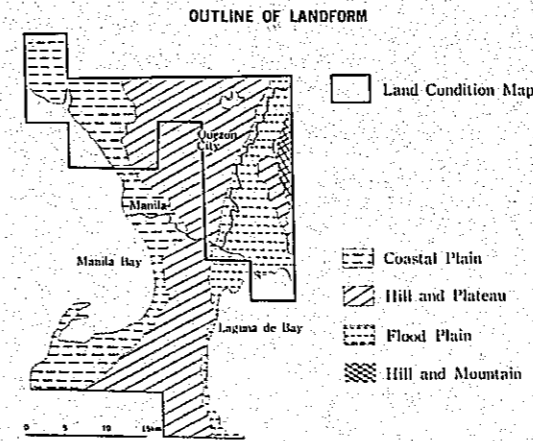 OUTLINE OF LANDFORM
Land Condition Map
Quezon
City
Manila
Manila Bay
Laguna de Bay
Coastal Plain
Hill and Plateau
Flood Plain
Hill and Mountain
0 5 10 15km